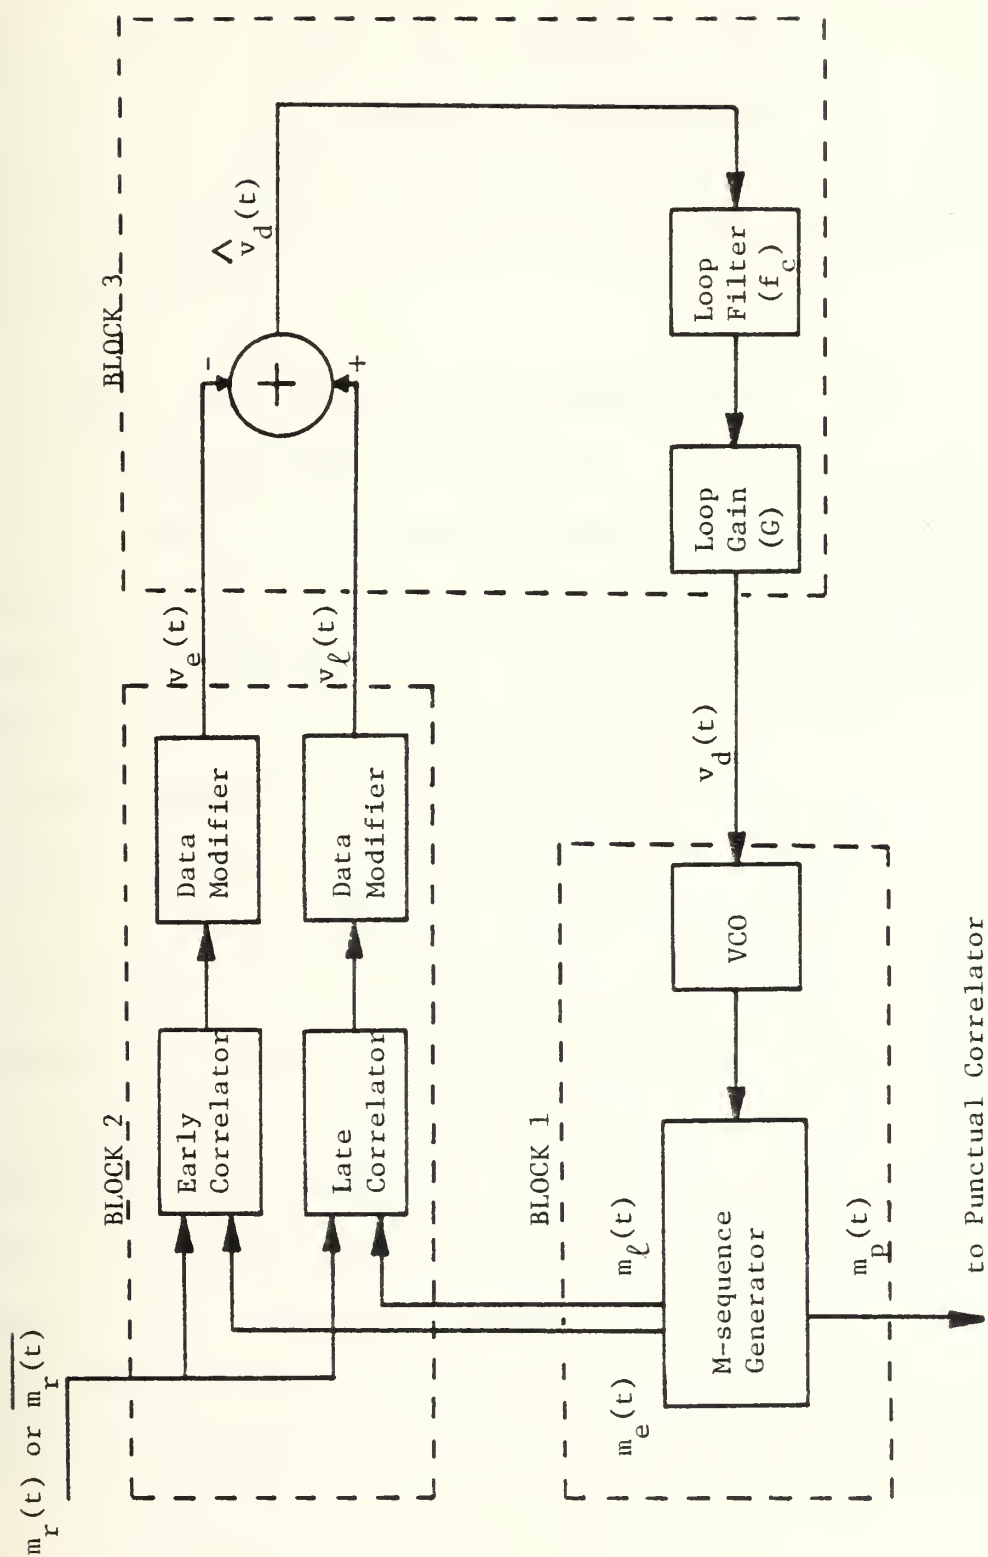 m_r(t) or m_r(t)
BLOCK 2
Early
Correlator
Data
Modifier
v_e(t)
Late
Correlator
Data
Modifier
v_ℓ(t)
BLOCK 3
-
+
+
v̂_d(t)
Loop
Filter
(f_c)
Loop
Gain
(G)
v_d(t)
BLOCK 1
VCO
M-sequence
Generator
m_e(t)
m_ℓ(t)
m_p(t)
to Punctual Correlator